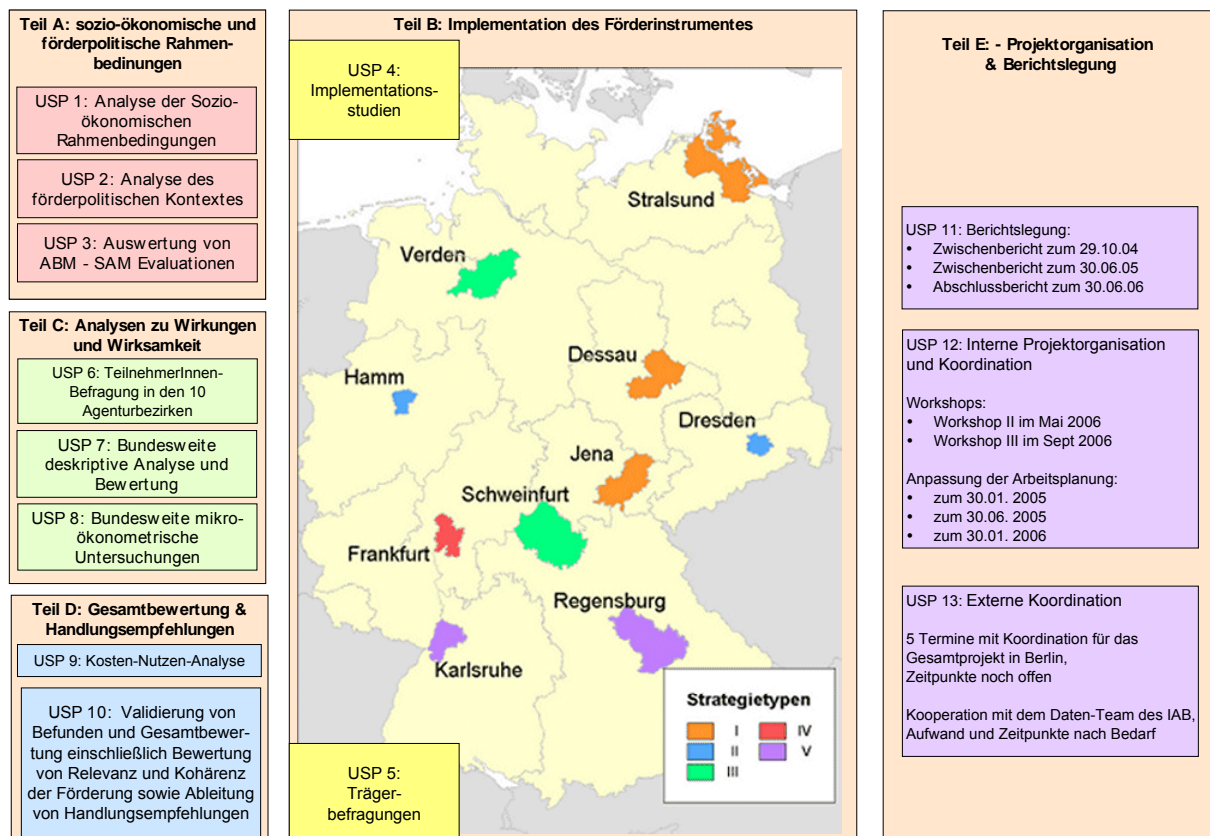 Teil A: sozio-ökonomische und
förderpolitische Rahmen-
bedinungen
USP 1: Analyse der Sozio-
ökonomischen
Rahmenbedingungen
USP 2: Analyse des
förderpolitischen Kontextes
USP 3: Auswertung von
ABM - SAM Evaluationen
Teil C: Analysen zu Wirkungen
und Wirksamkeit
USP 6: TeilnehmerInnen-
Befragung in den 10
Agenturbezirken
USP 7: Bundesweite
deskriptive Analyse und
Bewertung
USP 8: Bundesweite mikro-
ökonometrische
Untersuchungen
Teil D: Gesamtbewertung &
Handlungsempfehlungen
USP 9: Kosten-Nutzen-Analyse
USP 10: Validierung von
Befunden und Gesamtbewer-
tung einschließlich Bewertung
von Relevanz und Kohärenz
der Förderung sowie Ableitung
von Handlungsempfehlungen
Teil B: Implementation des Förderinstrumentes
USP 4:
Implementations-
studien
Stralsund
Verden
Dessau
Hamm
Dresden
Jena
Schweinfurt
Frankfurt
Regensburg
Karlsruhe
Strategietypen
I
IV
II
V
III
USP 5:
Träger-
befragungen
Teil E: - Projektorganisation
& Berichtslegung
USP 11: Berichtslegung:
• Zwischenbericht zum 29.10.04
• Zwischenbericht zum 30.06.05
• Abschlussbericht zum 30.06.06
USP 12: Interne Projektorganisation
und Koordination
Workshops:
• Workshop II im Mai 2006
• Workshop III im Sept 2006
Anpassung der Arbeitsplanung:
• zum 30.01. 2005
• zum 30.06. 2005
• zum 30.01. 2006
USP 13: Externe Koordination
5 Termine mit Koordination für das
Gesamtprojekt in Berlin,
Zeitpunkte noch offen
Kooperation mit dem Daten-Team des IAB,
Aufwand und Zeitpunkte nach Bedarf